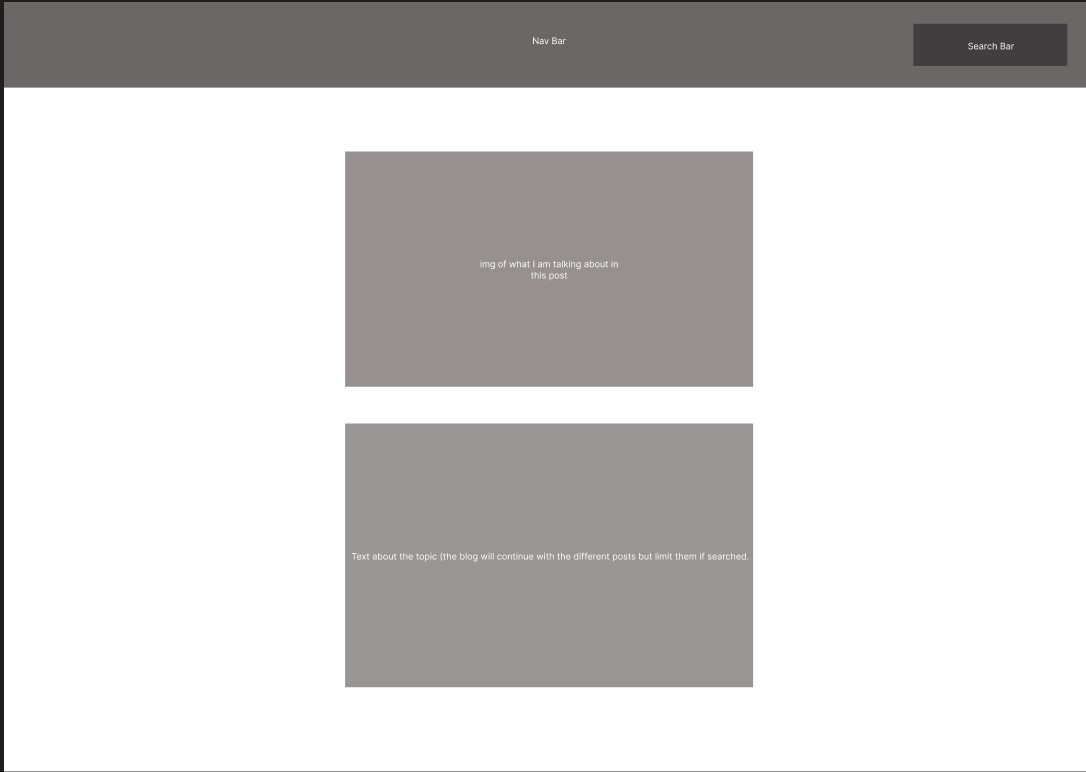 Nav Bar
Search Bar
img of what I am talking about in
this post
Text about the topic (the blog will continue with the different posts but limit them if searched.